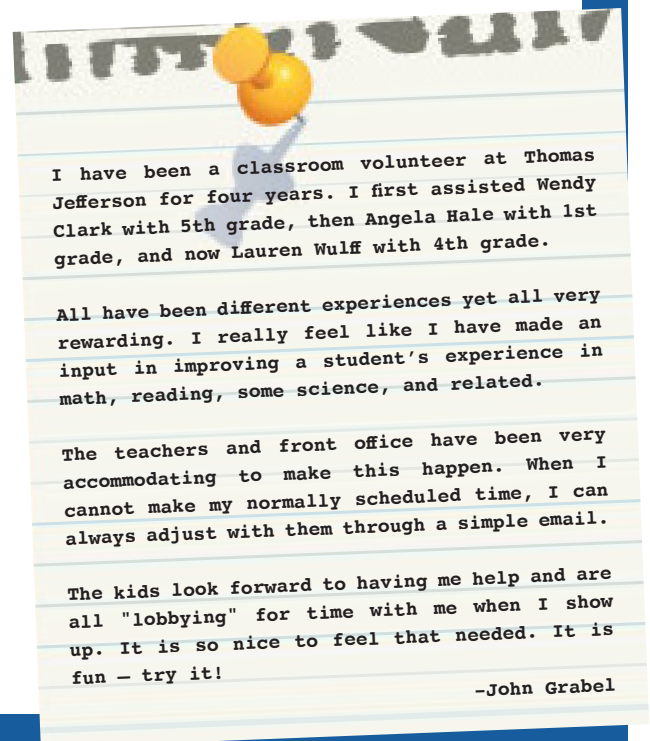 I have been a classroom volunteer at Thomas
Jefferson for four years. I first assisted Wendy
Clark with 5th grade, then Angela Hale with 1st
grade, and now Lauren Wulff with 4th grade.
All have been different experiences yet all very
rewarding. I really feel like I have made an
input in improving a student’s experience in
math, reading, some science, and related.
The teachers and front office have been very
accommodating to make this happen. When I
cannot make my normally scheduled time, I can
always adjust with them through a simple email.
The kids look forward to having me help and are
all "lobbying" for time with me when I show
up. It is so nice to feel that needed. It is
fun — try it!
–John Grabel